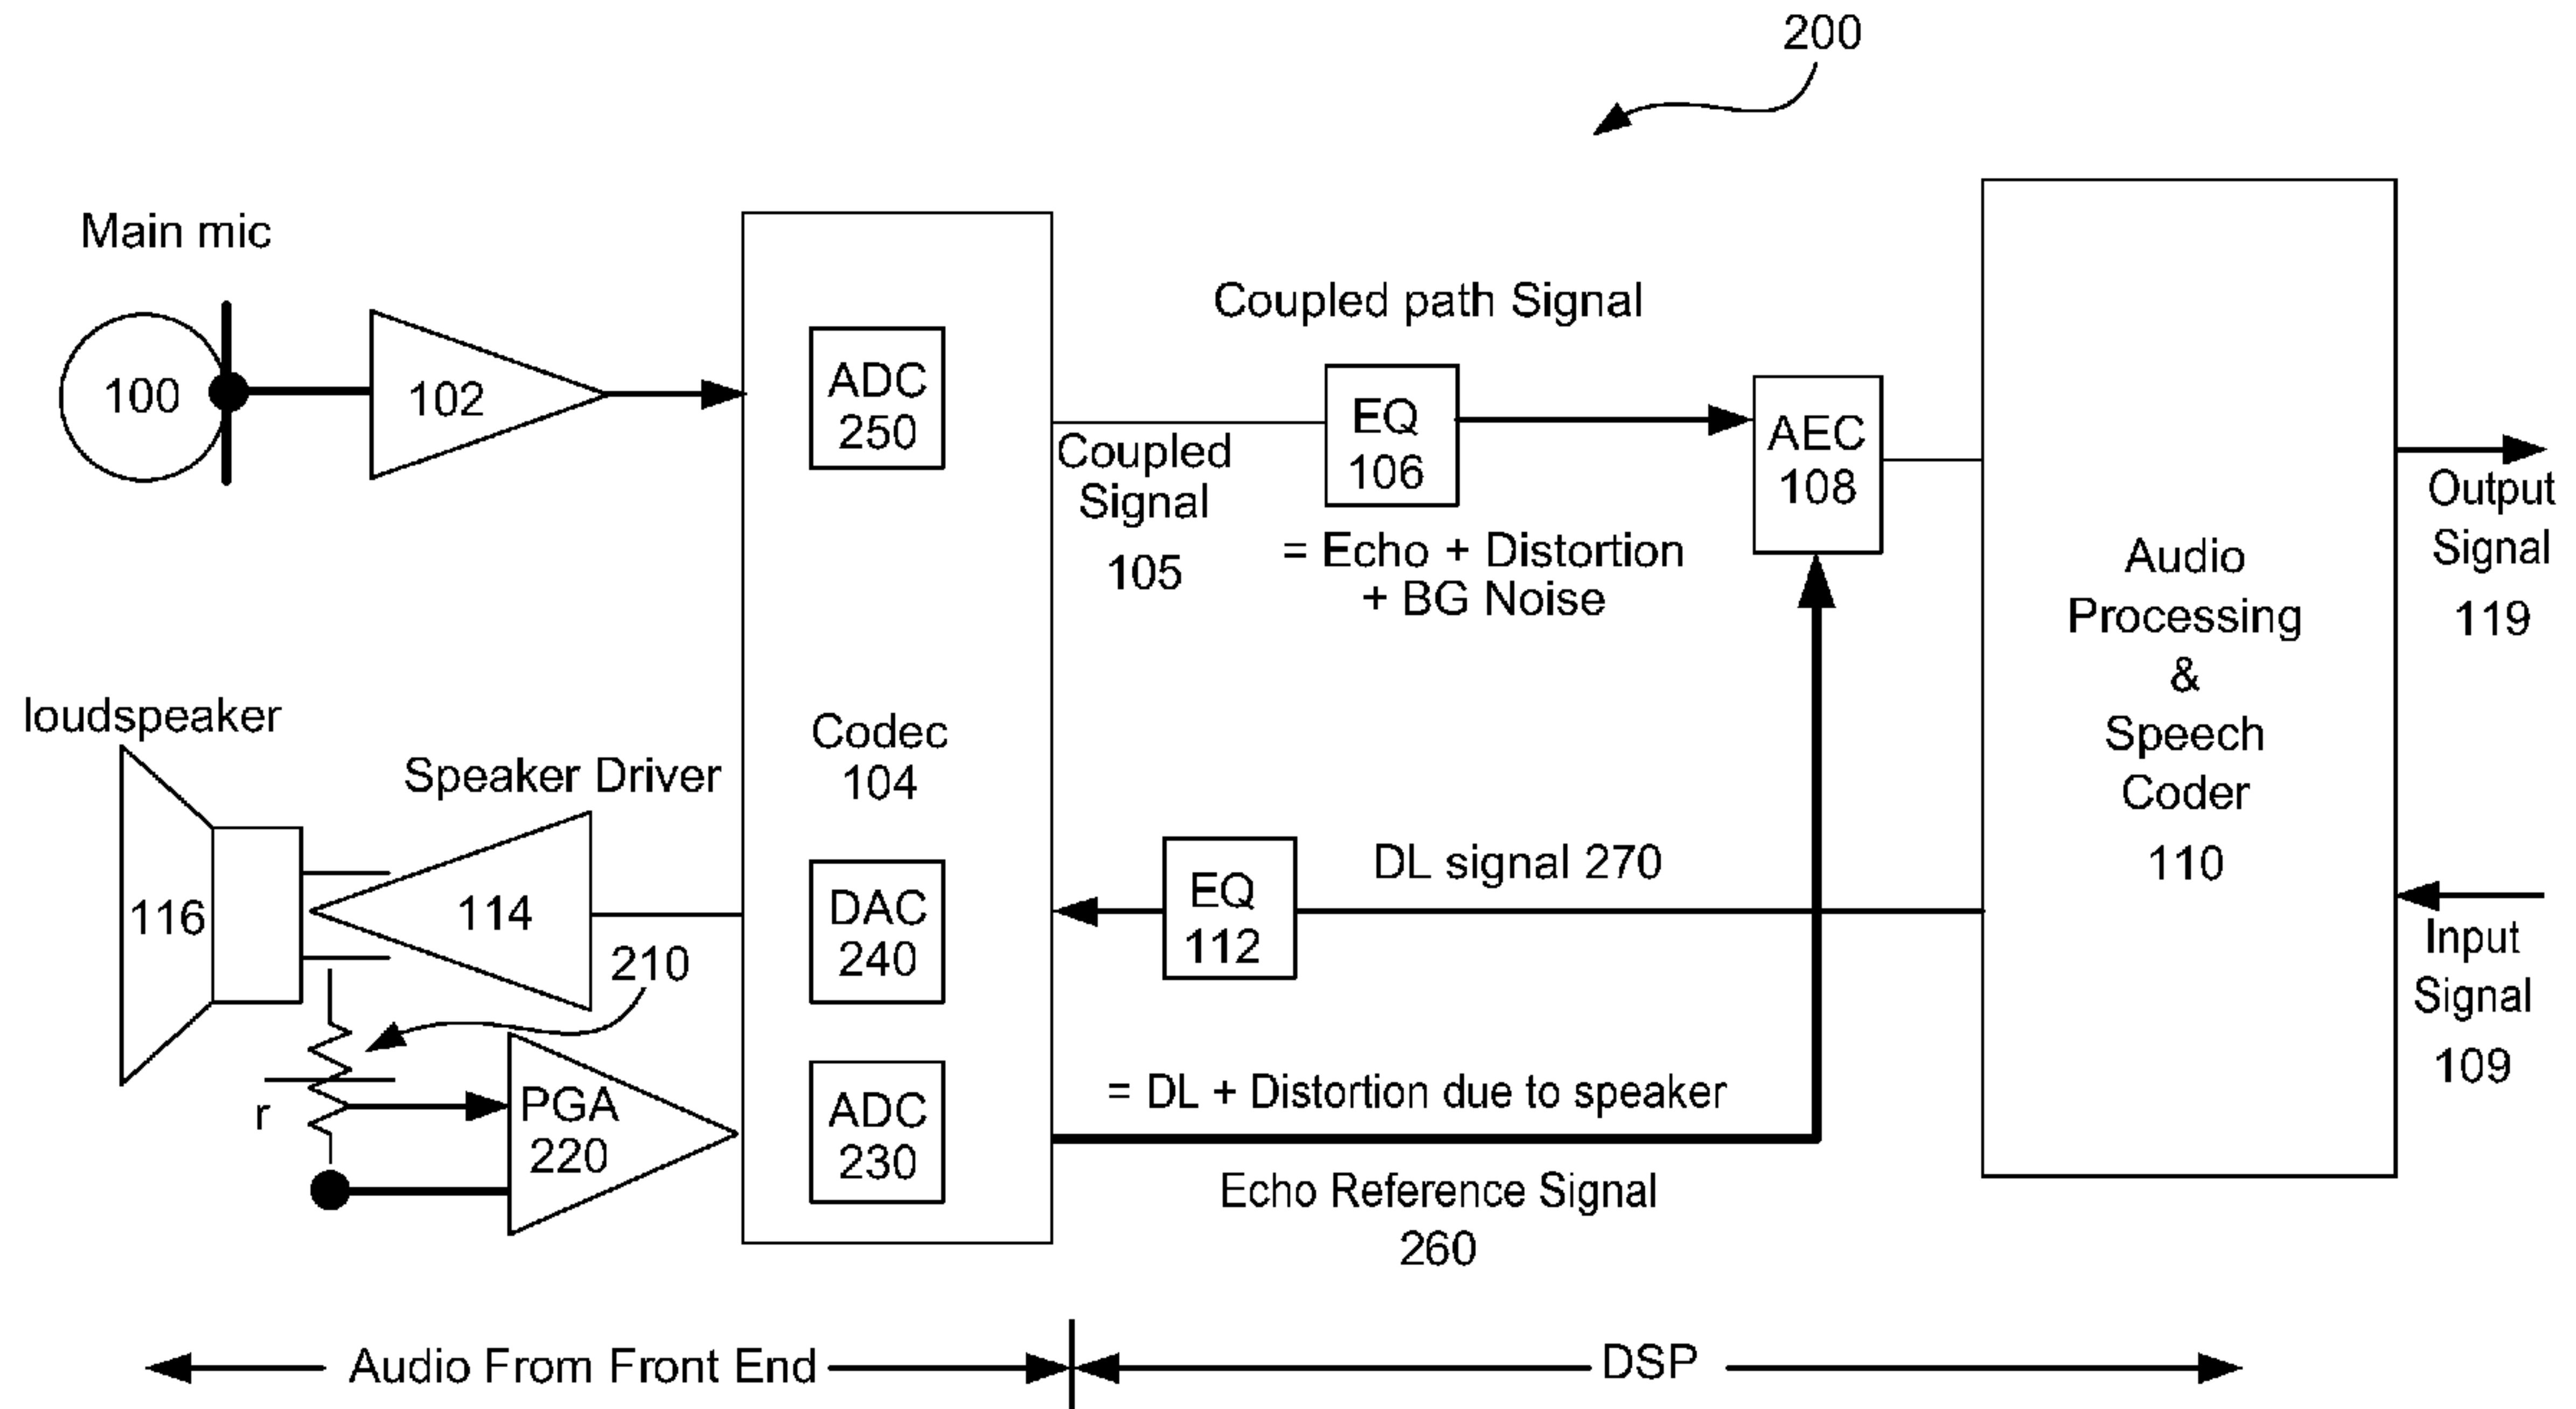 200
Main mic
100
102
ADC
250
Coupled path Signal
EQ
106
Coupled
Signal
105
= Echo + Distortion
+ BG Noise
AEC
108
Audio
Processing
&
Speech
Coder
110
Output
Signal
119
loudspeaker
116
Speaker Driver
114
Codec
104
DAC
240
EQ
112
DL signal 270
Input
Signal
109
210
r
PGA
220
ADC
230
= DL + Distortion due to speaker
Echo Reference Signal
260
Audio From Front End
DSP